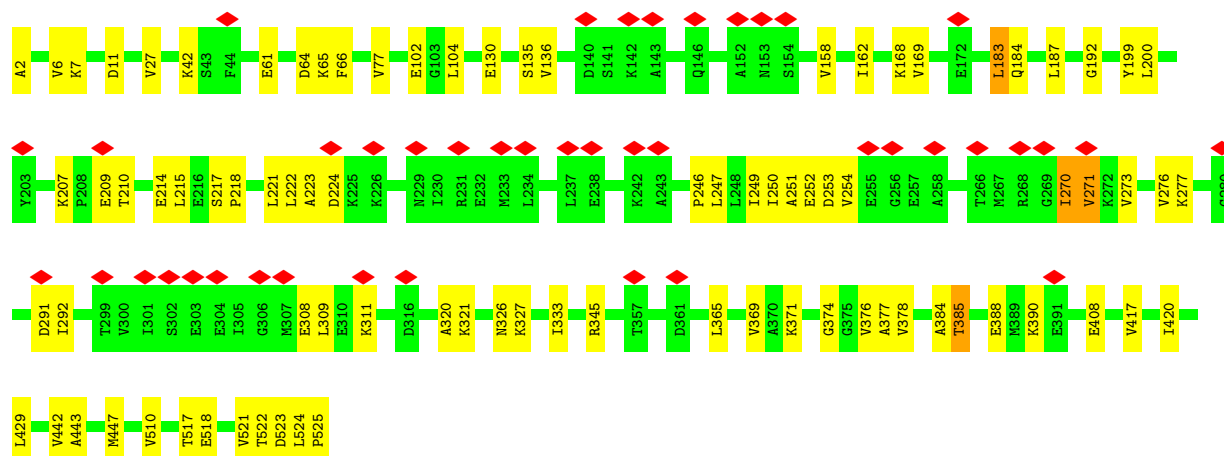 A2 V6 K7 D11 V27 K42 S43 F44 E61 D64 K65 F66 V77 E102 G103 L104 E130 S135 V136 D140 S141 K142 A143 Q146 A152 N153 S154 V158 I162 K168 V169 E172 L183 Q184 L187 G192 Y199 L200
Y203 K207 P208 E209 T210 E214 L215 E216 S217 P218 L221 L222 A223 D224 K225 K226 N229 I230 R231 E232 M233 L234 L237 E238 K242 A243 P246 L247 L248 I249 I250 A251 E252 D253 V254 E255 G256 E257 A258 T266 M267 R268 G269 I270 V271 K272 V273 V276 K277
D291 I292 T299 V300 I301 S302 E303 E304 I305 G306 M307 E308 L309 E310 K311 D316 A320 K321 N326 K327 I333 R345 T357 D361 L365 V369 A370 K371 G374 G375 V376 A377 V378 A384 T385 E388 M389 K390 E391 E408 V417 I420
L429 V442 A443 M447 V510 T517 E518 V521 T522 D523 L524 P525